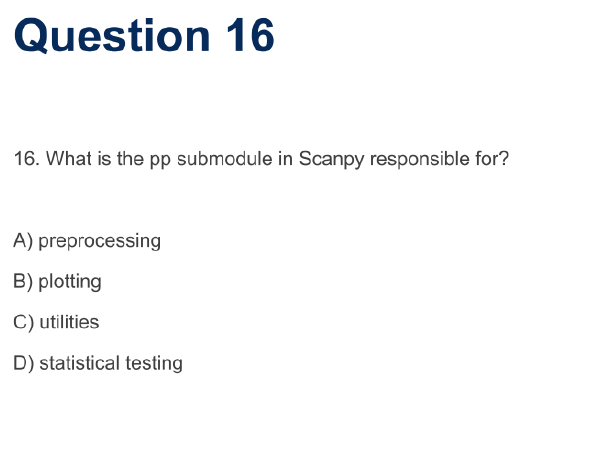 Question 16
16. What is the pp submodule in Scanpy responsible for?
A) preprocessing
B) plotting
C) utilities
D) statistical testing